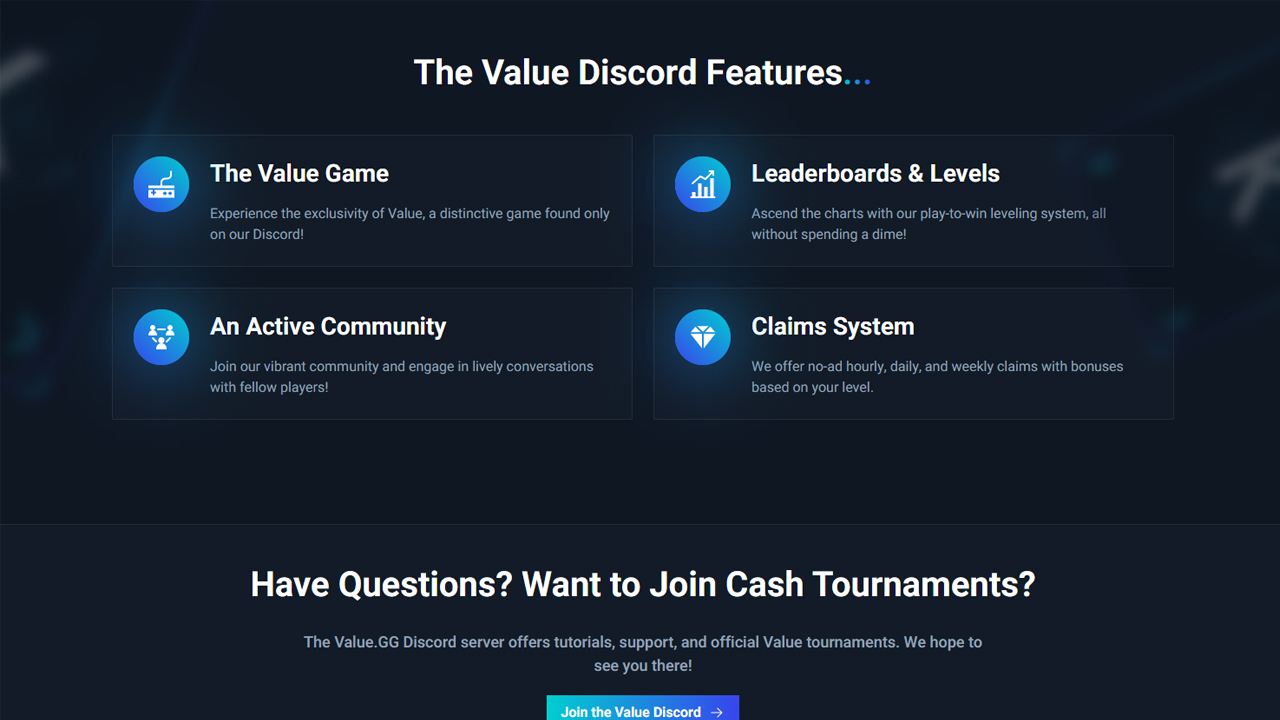 The Value Discord Features...
The Value Game
Experience the exclusivity of Value, a distinctive game found only
on our Discord!
Leaderboards & Levels
Ascend the charts with our play-to-win leveling system, all
without spending a dime!
An Active Community
Join our vibrant community and engage in lively conversations
with fellow players!
Claims System
We offer no-ad hourly, daily, and weekly claims with bonuses
based on your level.
Have Questions? Want to Join Cash Tournaments?
The Value.GG Discord server offers tutorials, support, and official Value tournaments. We hope to
see you there!
Join the Value Discord →